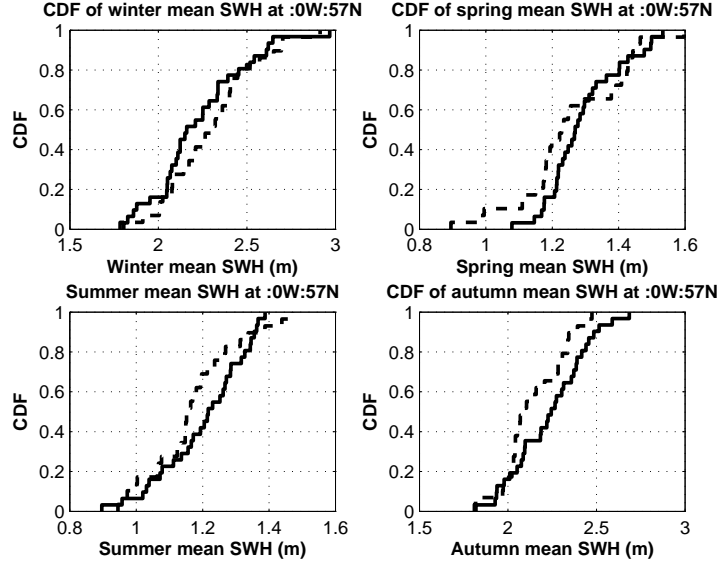 CDF of winter mean SWH at :0W:57N
1
0.8
0.6
0.4
0.2
0
CDF
1.5 2 2.5 3
Winter mean SWH (m)
CDF of spring mean SWH at :0W:57N
1
0.8
0.6
0.4
0.2
0
CDF
0.8 1 1.2 1.4 1.6
Spring mean SWH (m)
Summer mean SWH at :0W:57N
1
0.8
0.6
0.4
0.2
0
CDF
0.8 1 1.2 1.4 1.6
Summer mean SWH (m)
CDF of autumn mean SWH at :0W:57N
1
0.8
0.6
0.4
0.2
0
CDF
1.5 2 2.5 3
Autumn mean SWH (m)